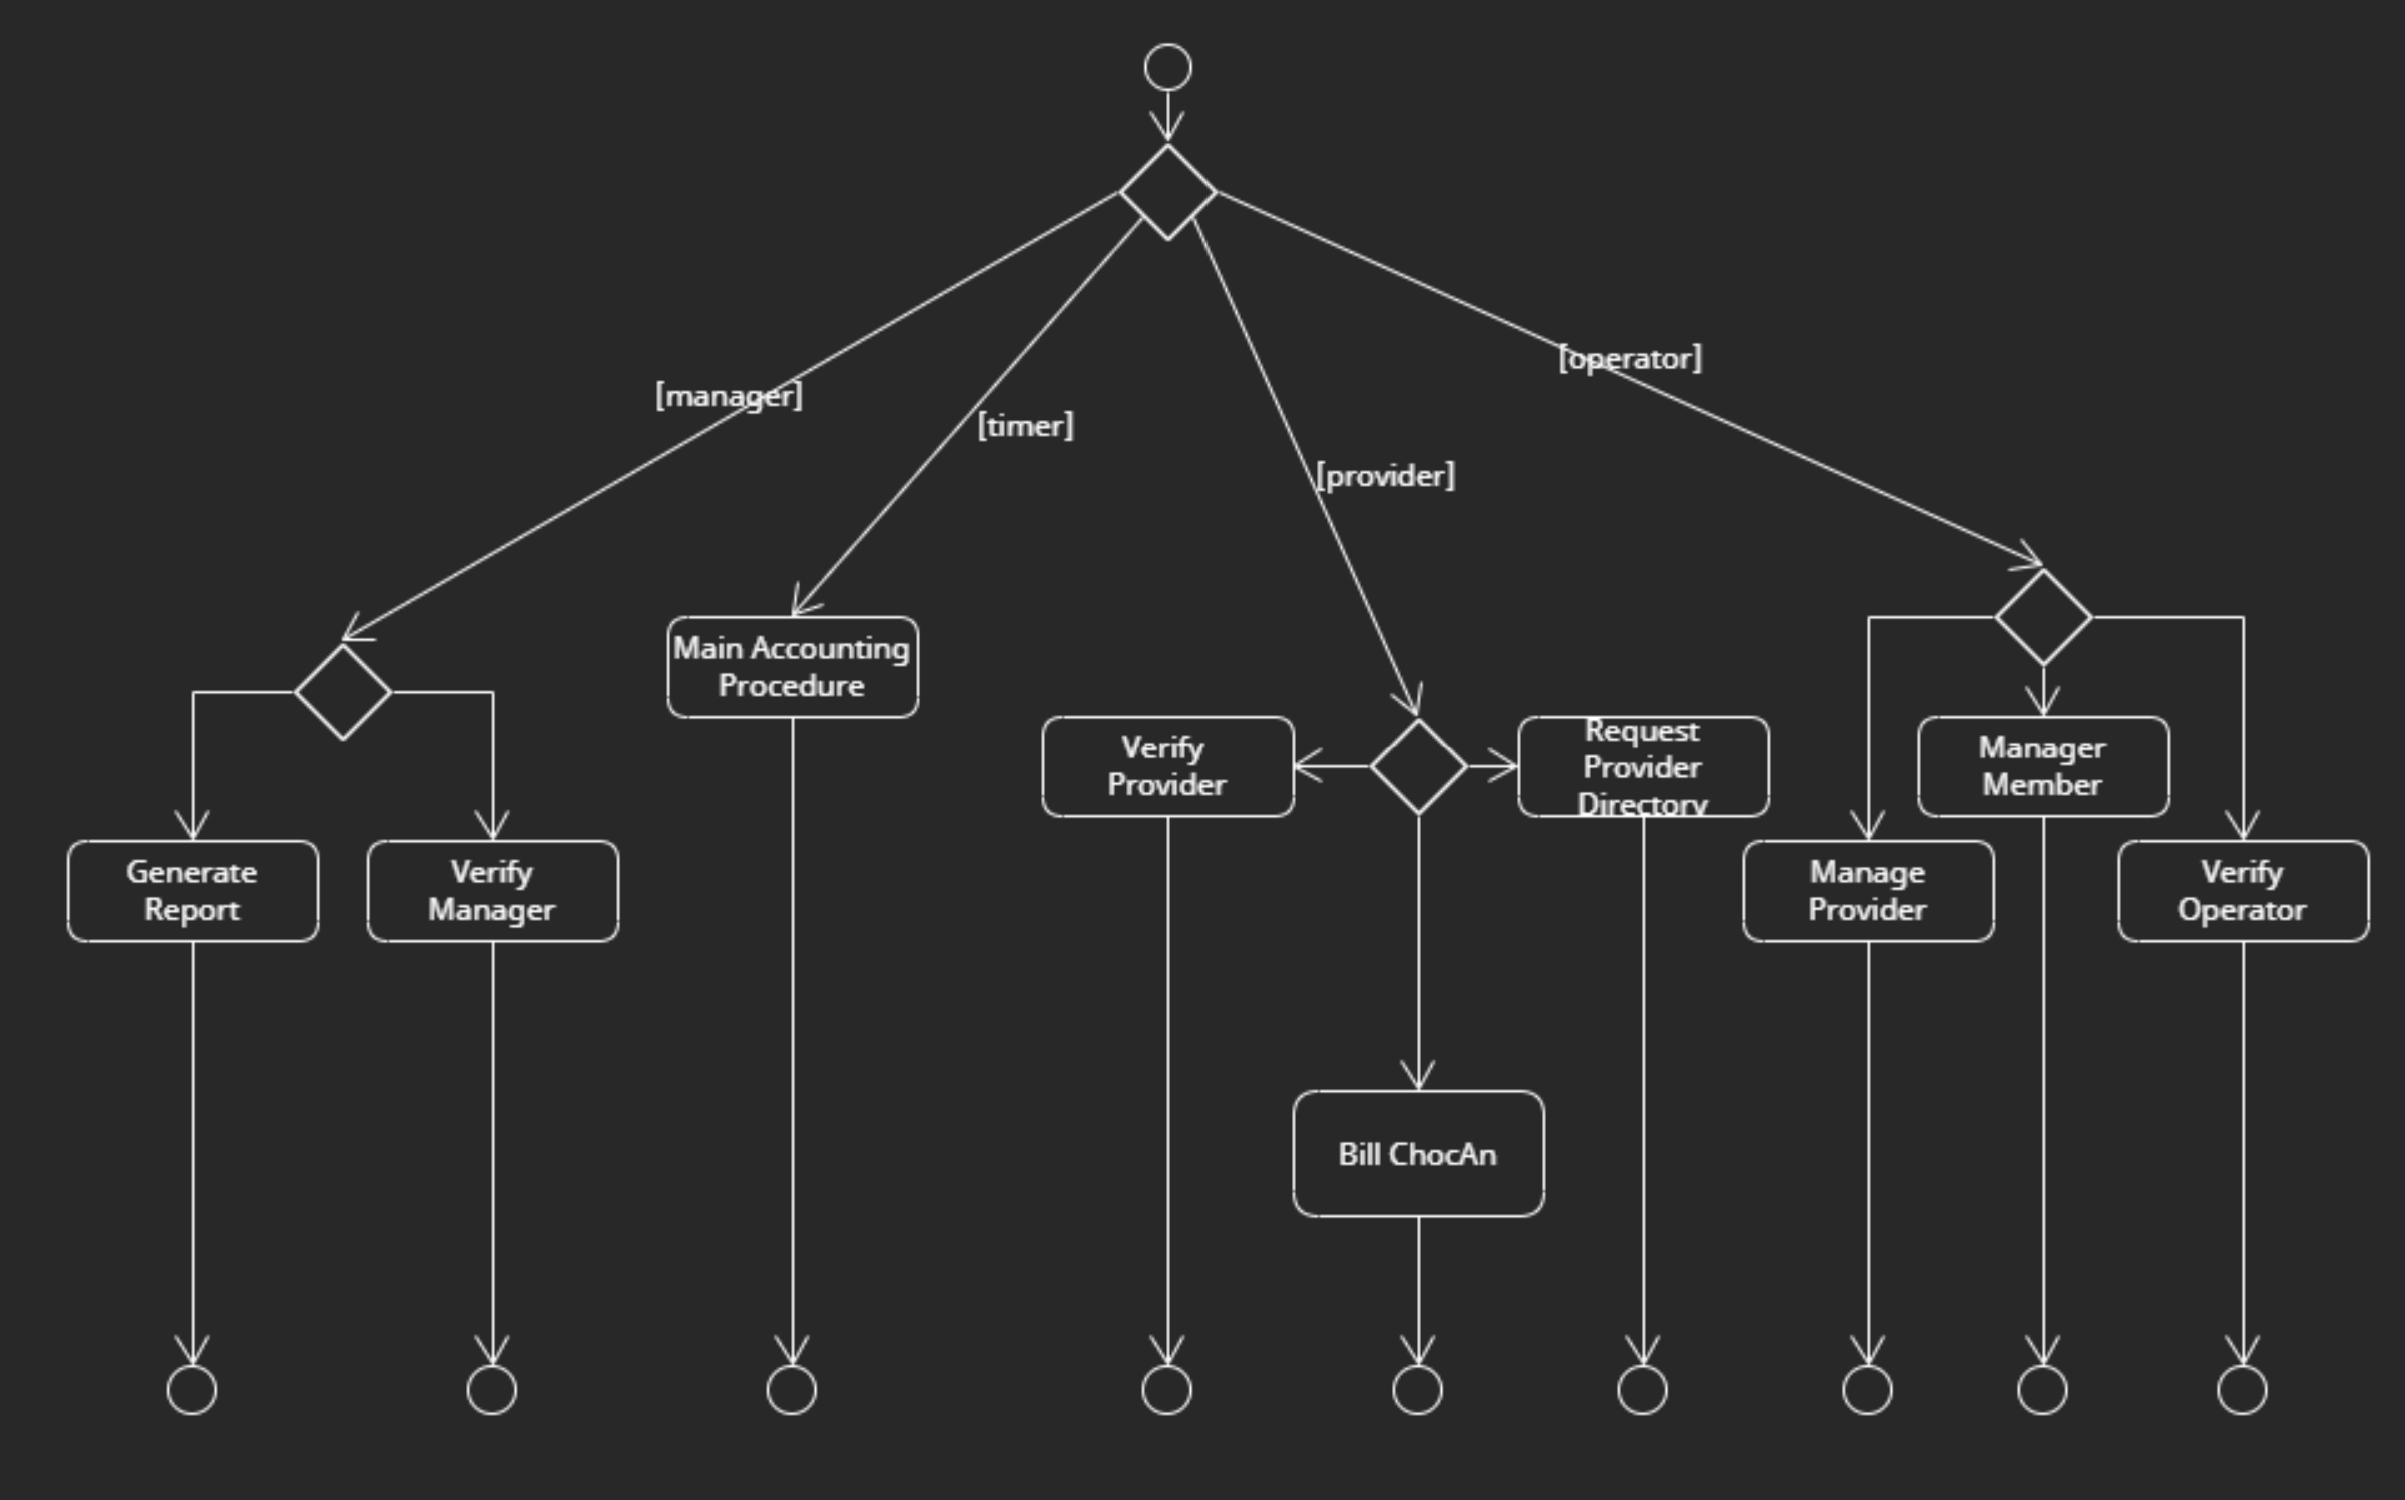 [operator]
[manager]
[timer]
[provider]
Main Accounting
Procedure
Verify
Provider
Request
Provider
Directory
Manager
Member
Generate
Report
Verify
Manager
Manage
Provider
Verify
Operator
Bill ChocAn